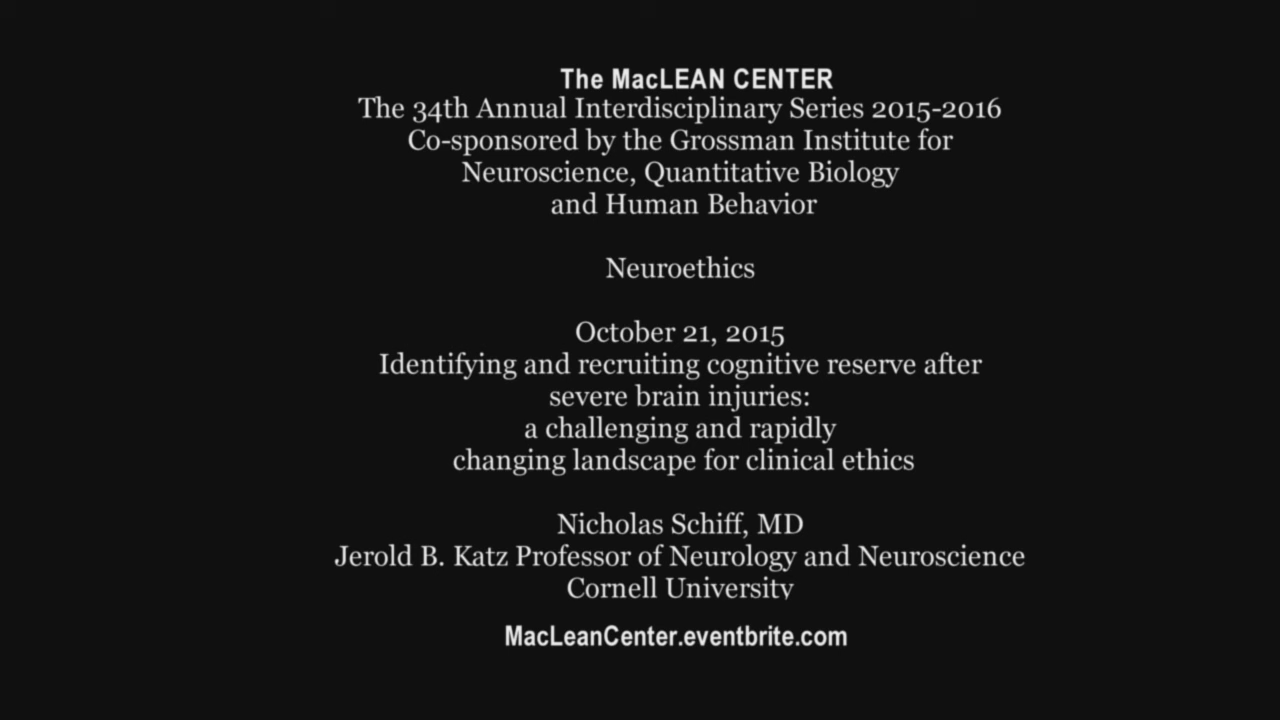 The MacLEAN CENTER
The 34th Annual Interdisciplinary Series 2015-2016
Co-sponsored by the Grossman Institute for
Neuroscience, Quantitative Biology
and Human Behavior
Neuroethics
October 21, 2015
Identifying and recruiting cognitive reserve after
severe brain injuries:
a challenging and rapidly
changing landscape for clinical ethics
Nicholas Schiff, MD
Jerold B. Katz Professor of Neurology and Neuroscience
Cornell University
MacLeanCenter.eventbrite.com